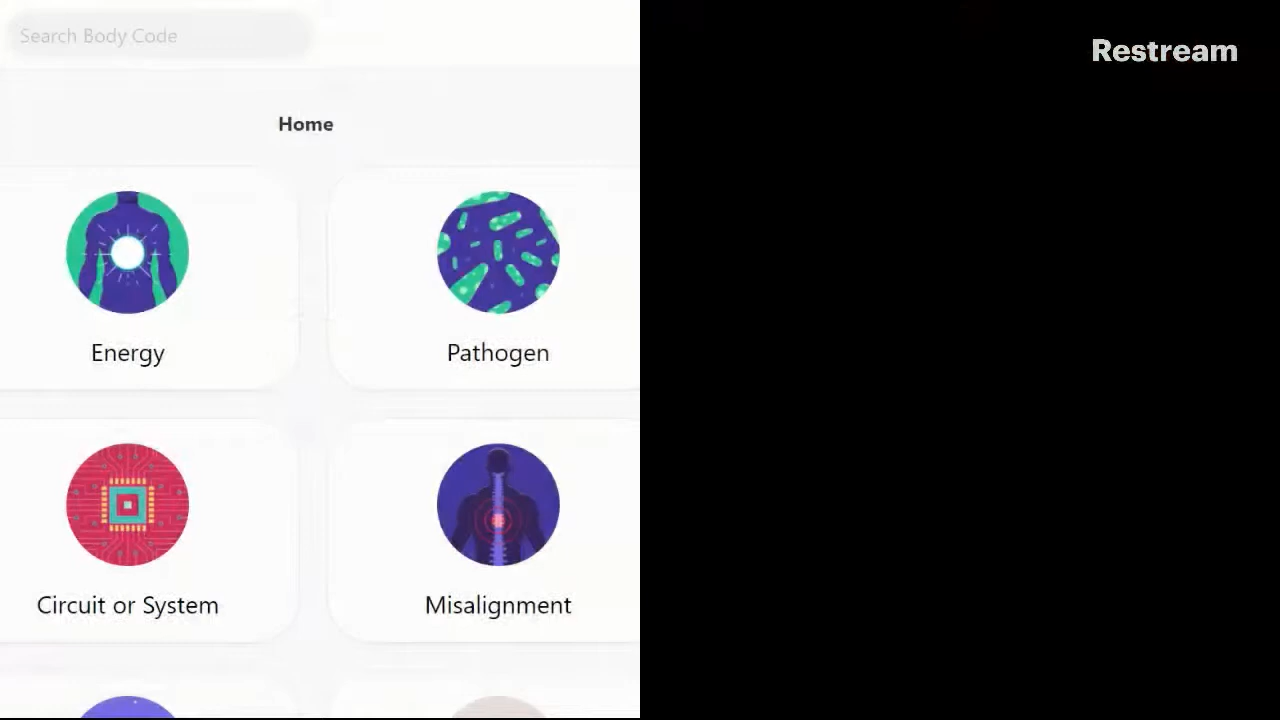 Search Body Code
Restream
Home
Energy
Pathogen
Circuit or System
Misalignment